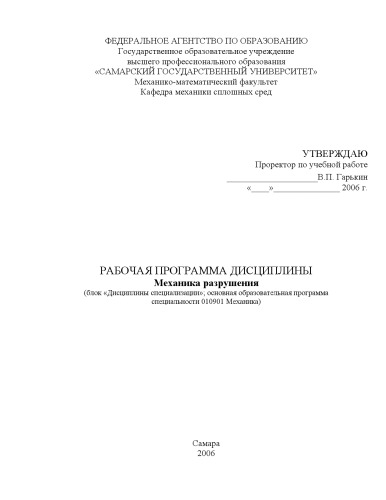 ФЕДЕРАЛЬНОЕ АГЕНТСТВО ПО ОБРАЗОВАНИЮ
Государственное образовательное учреждение
высшего профессионального образования
«САМАРСКИЙ ГОСУДАРСТВЕННЫЙ УНИВЕРСИТЕТ»
Механико-математический факультет
Кафедра механики сплошных сред
УТВЕРЖДАЮ
Проректор по учебной работе
____________________В.П. Гарькин
«____»_______________ 2006 г.
РАБОЧАЯ ПРОГРАММА ДИСЦИПЛИНЫ
Механика разрушения
(блок «Дисциплины специализации»; основная образовательная программа
специальности 010901 Механика)
Самара
2006